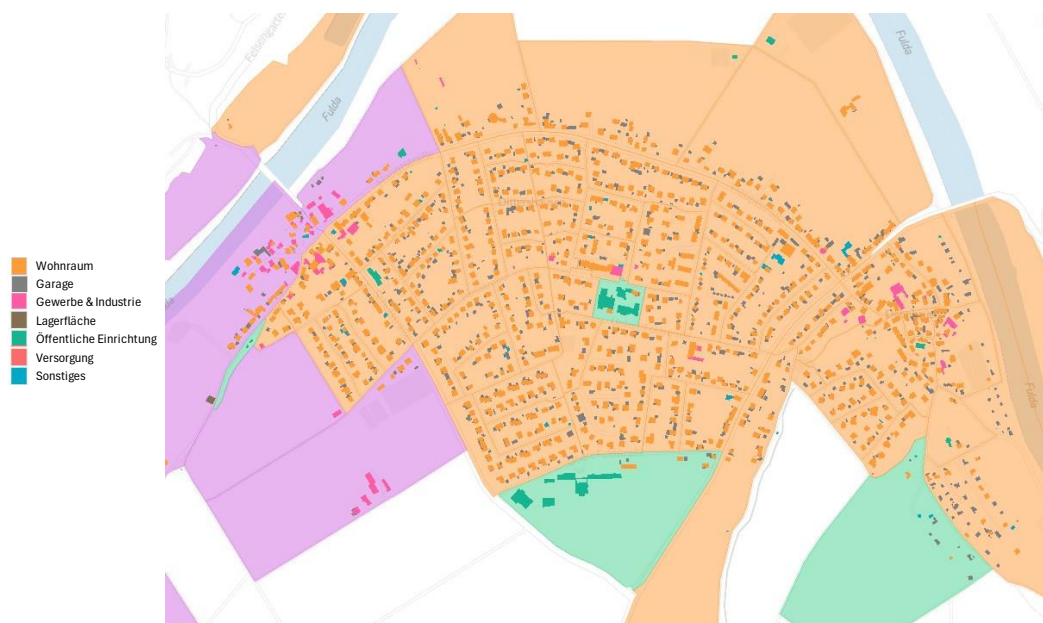 Fulda
Fulda
Wohnraum
Garage
Gewerbe & Industrie
Lagerfläche
Öffentliche Einrichtung
Versorgung
Sonstiges
Fulda